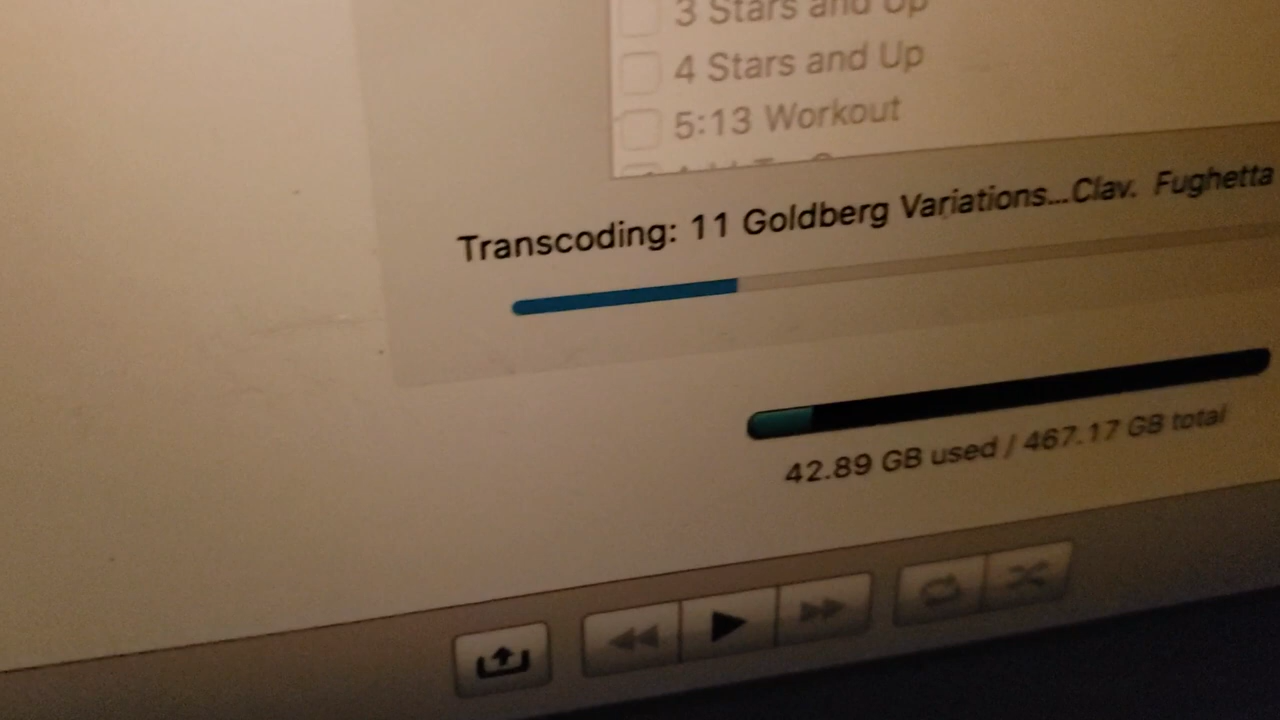 3 Stars and Up
4 Stars and Up
5:13 Workout
Transcoding: 11 Goldberg Variations...Clav. Fughetta
42.89 GB used / 467.17 GB total